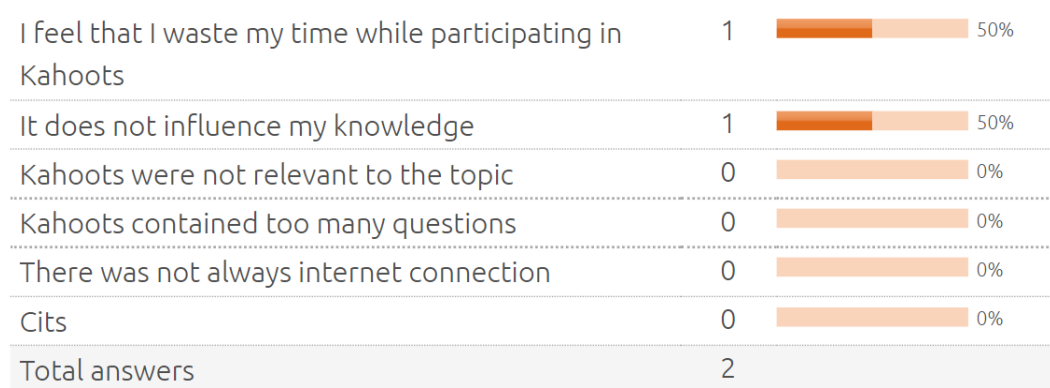 I feel that I waste my time while participating in 1 50%
Kahoots
It does not influence my knowledge 1 50%
Kahoots were not relevant to the topic 0 0%
Kahoots contained too many questions 0 0%
There was not always internet connection 0 0%
Cits 0 0%
Total answers 2